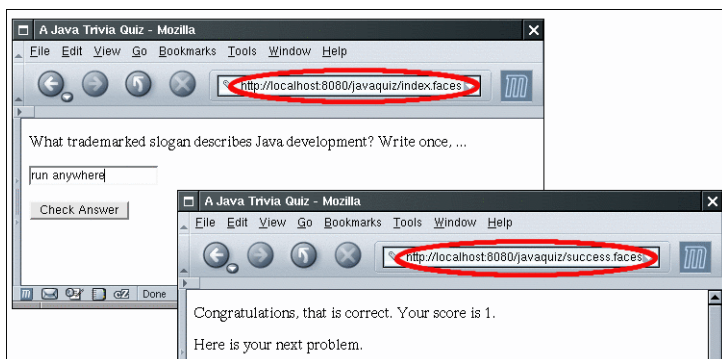 A Java Trivia Quiz - Mozilla
File Edit View Go Bookmarks Tools Window Help
http://localhost:8080/javaquiz/index.faces
What trademarked slogan describes Java development? Write once, ...
run anywhere
Check Answer
Done
A Java Trivia Quiz - Mozilla
File Edit View Go Bookmarks Tools Window Help
http://localhost:8080/javaquiz/success.faces
Congratulations, that is correct. Your score is 1.
Here is your next problem.